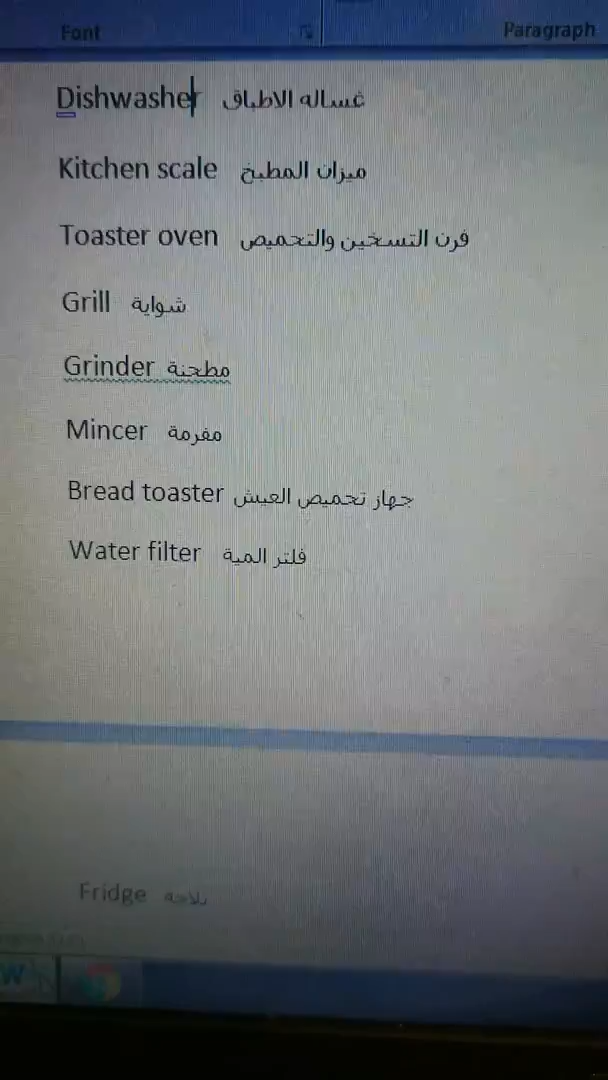 Font Paragraph
Dishwasher غساله الاطباق
Kitchen scale ميزان المطبخ
Toaster oven فرن التسخين والتحميص
Grill شواية
Grinder مطحنة
Mincer مفرمة
Bread toaster جهاز تحميص العيش
Water filter فلتر المية
Fridge تلاجة
W